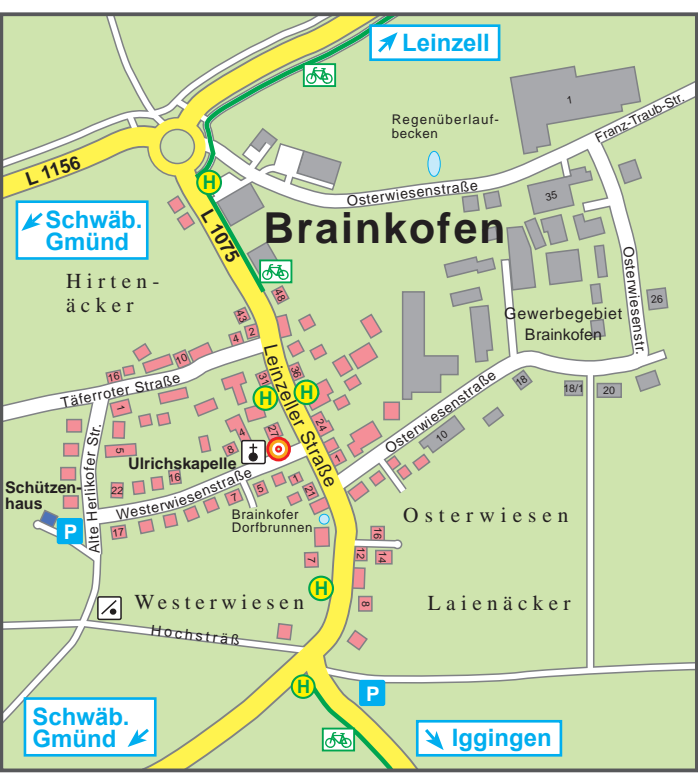 Leinzell
1
Regenüberlauf-
becken
Franz-Traub-Str.
L 1156
H
Osterwiesenstraße
35
Schwäb.
Gmünd
L 1075
Brainkofen
Hirten-
äcker
Osterwiesenstr.
48
26
43
2
4
Gewerbegebiet
Brainkofen
10
16
Leinzeller Straße
Täferroter Straße
31
36
H
H
18
18/1
20
Osterwiesenstraße
1
27
24
4
8
10
Alte Herlikofer Str.
5
Ulrichskapelle
1
16
22
Schützen-
haus
Westerwiesenstraße
7
5
1
21
17
P
Brainkofer
Dorfbrunnen
Osterwiesen
16
12
14
7
H
8
Westerwiesen
Laienäcker
Hochsträß
H
P
Schwäb.
Gmünd
Iggingen